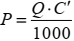 P = Q · C′ / 1000